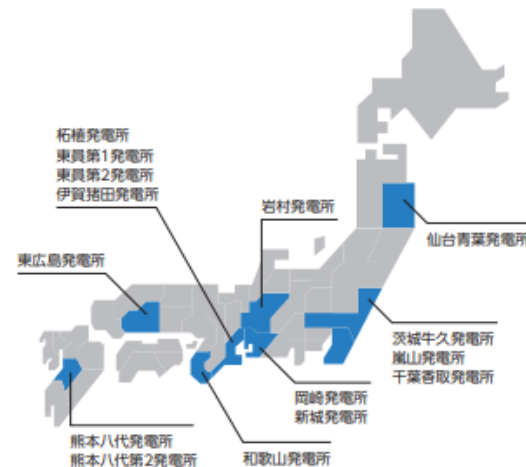 柘植発電所
東員第1発電所
東員第2発電所
伊賀猪田発電所
岩村発電所
仙台青葉発電所
東広島発電所
茨城牛久発電所
嵐山発電所
千葉香取発電所
岡崎発電所
新城発電所
熊本八代発電所
熊本八代第2発電所
和歌山発電所